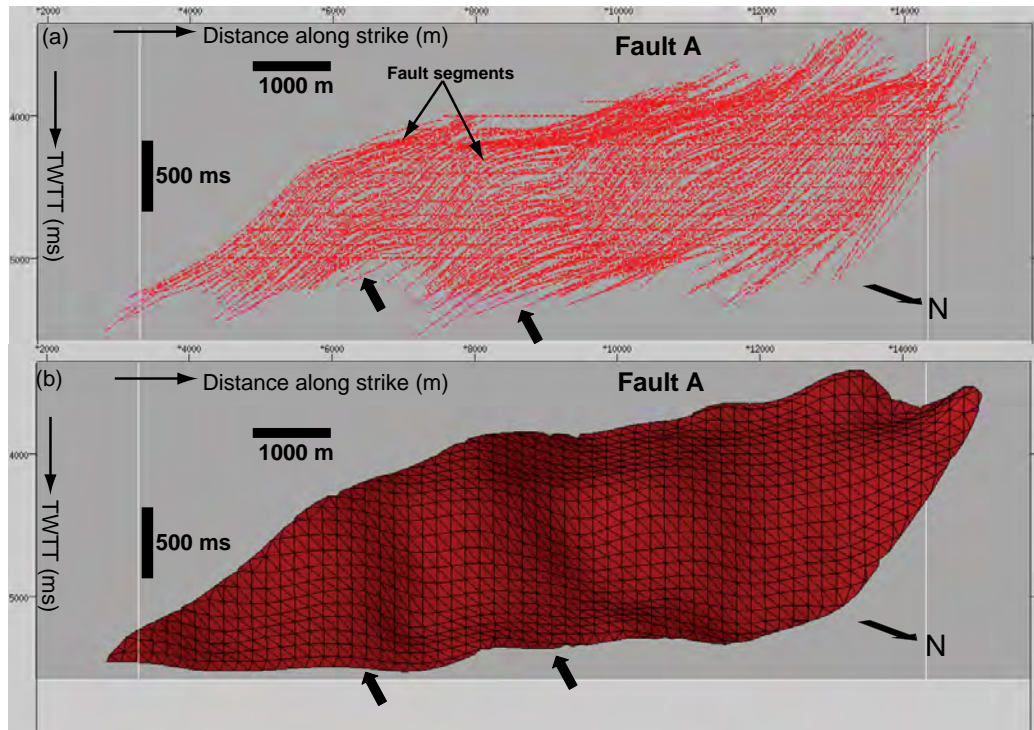 *2000 *4000 *6000 *8000 *10000 *12000 *14000
(a)
Distance along strike (m)
Fault A
1000 m
Fault segments
4000
500 ms
TWTT (ms)
5000
N
*2000 *4000 *6000 *8000 *10000 *12000 *14000
(b)
Distance along strike (m)
Fault A
1000 m
4000
500 ms
TWTT (ms)
5000
N